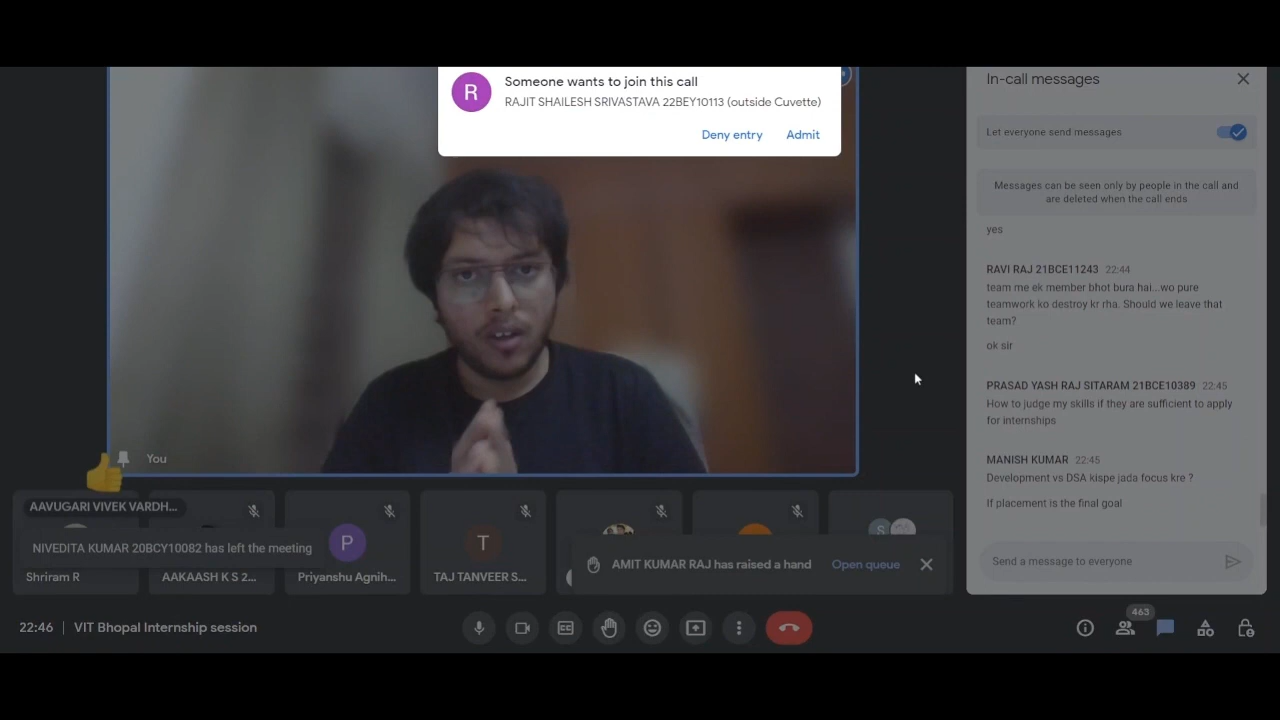 Someone wants to join this call
R
RAJIT SHAILESH SRIVASTAVA 22BEY10113 (outside Cuvette)
Deny entry
Admit
In-call messages
Let everyone send messages
Messages can be seen only by people in the call and
are deleted when the call ends
yes
RAVI RAJ 21BCE11243 22:44
team me ek member bhot bura hai...wo pure
teamwork ko destroy kr rha. Should we leave that
team?
ok sir
PRASAD YASH RAJ SITARAM 21BCE10389 22:45
How to judge my skills if they are sufficient to apply
for internships
MANISH KUMAR 22:45
Development vs DSA kispe jada focus kre ?
If placement is the final goal
Send a message to everyone
You
AAVUGARI VIVEK VARDH...
NIVEDITA KUMAR 20BCY10082 has left the meeting
P
T
S
AMIT KUMAR RAJ has raised a hand
Open queue
Shriram R
AAKAASH K S 2...
Priyanshu Agnih...
TAJ TANVEER S...
22:46
VIT Bhopal Internship session
463